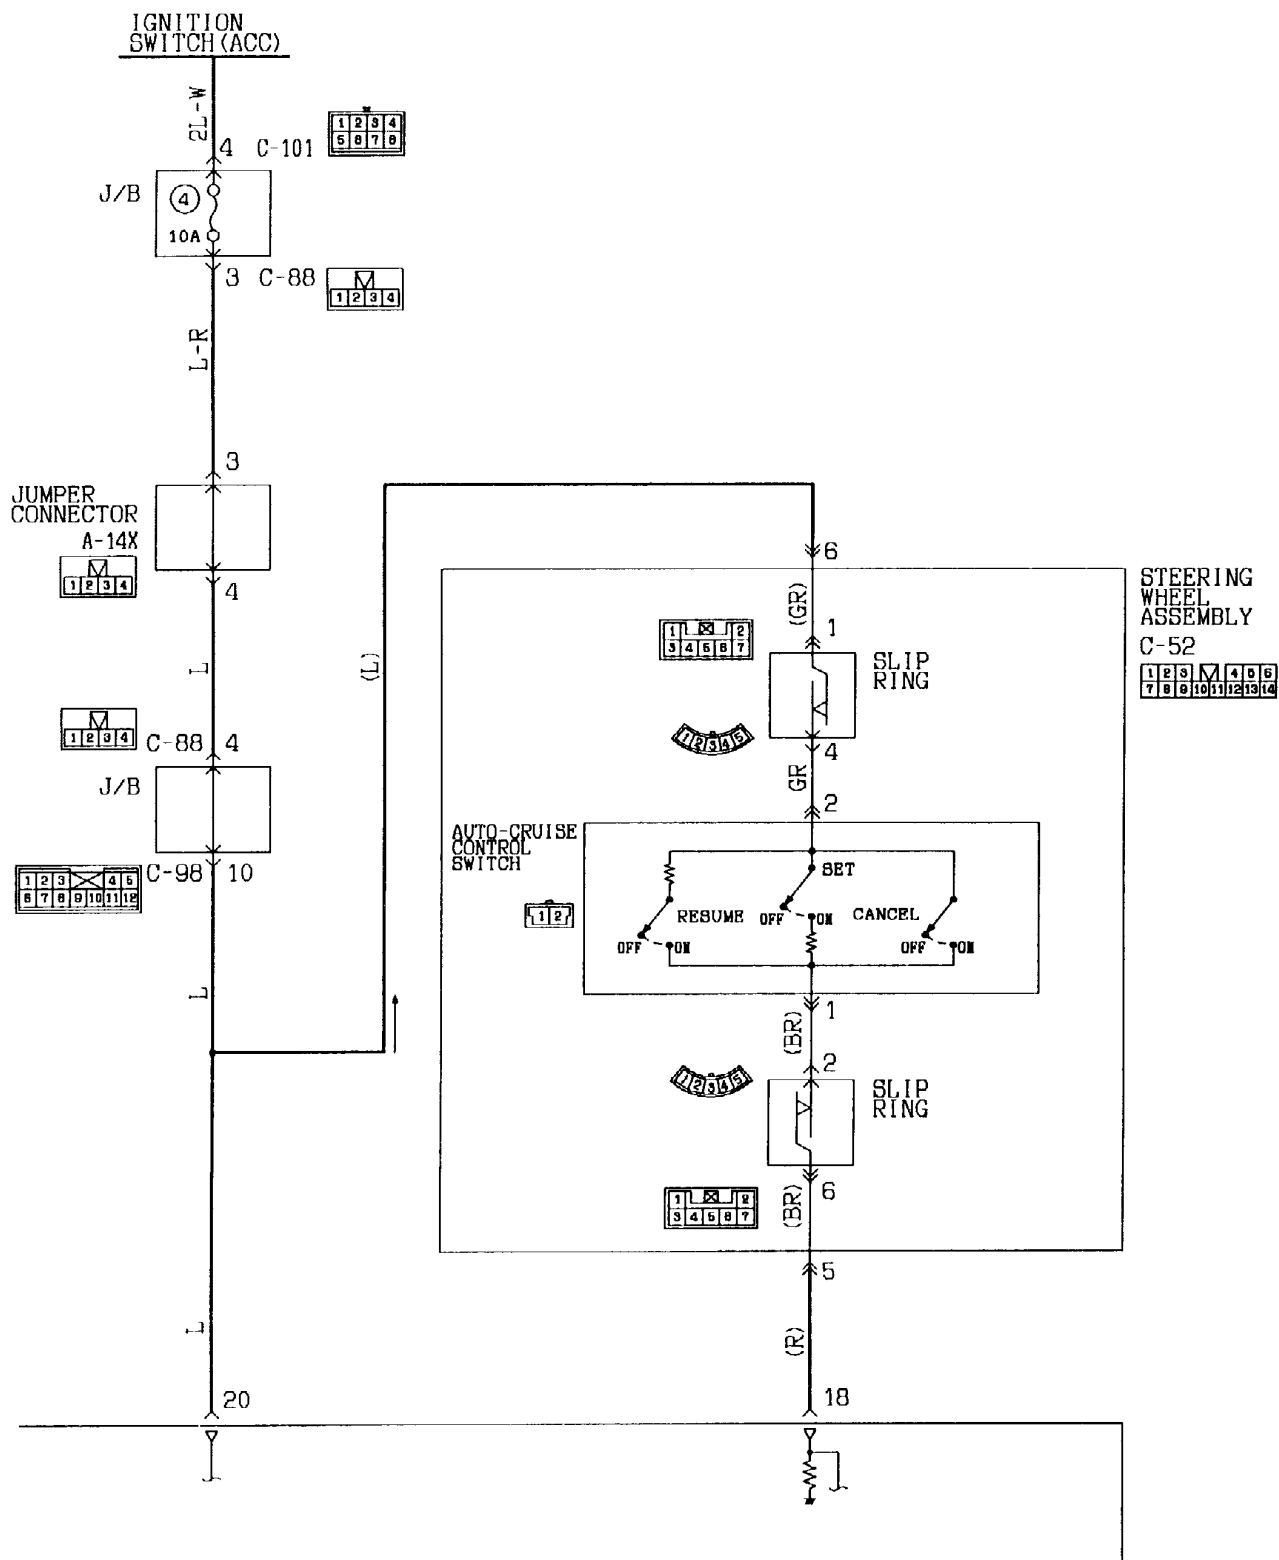 IGNITION
SWITCH(ACC)
2L-W
4 C-101
1 2 3 4
5 6 7 8
J/B
4
10A
3 C-88
1 2 3 4
L-R
3
JUMPER
CONNECTOR
A-14X
1 2 3 4
4
L
(L)
1 2 3 4
C-88 4
J/B
C-98 10
1 2 3 4 5
6 7 8 9 10 11 12
L
6
STEERING
WHEEL
ASSEMBLY
C-52
1 2 3 4 5 6
7 8 9 10 11 12 13 14
(GR)
1
1 2
3 4 5 6 7
SLIP
RING
1 2 3 4 5
4
GR
2
AUTO-CRUISE
CONTROL
SWITCH
1 2
SET
RESUME
OFF ON
CANCEL
OFF ON
OFF ON
1
(BR)
2
1 2 3 4 5
SLIP
RING
6
(BR)
1 2
3 4 5 6 7
5
L
(R)
20
18